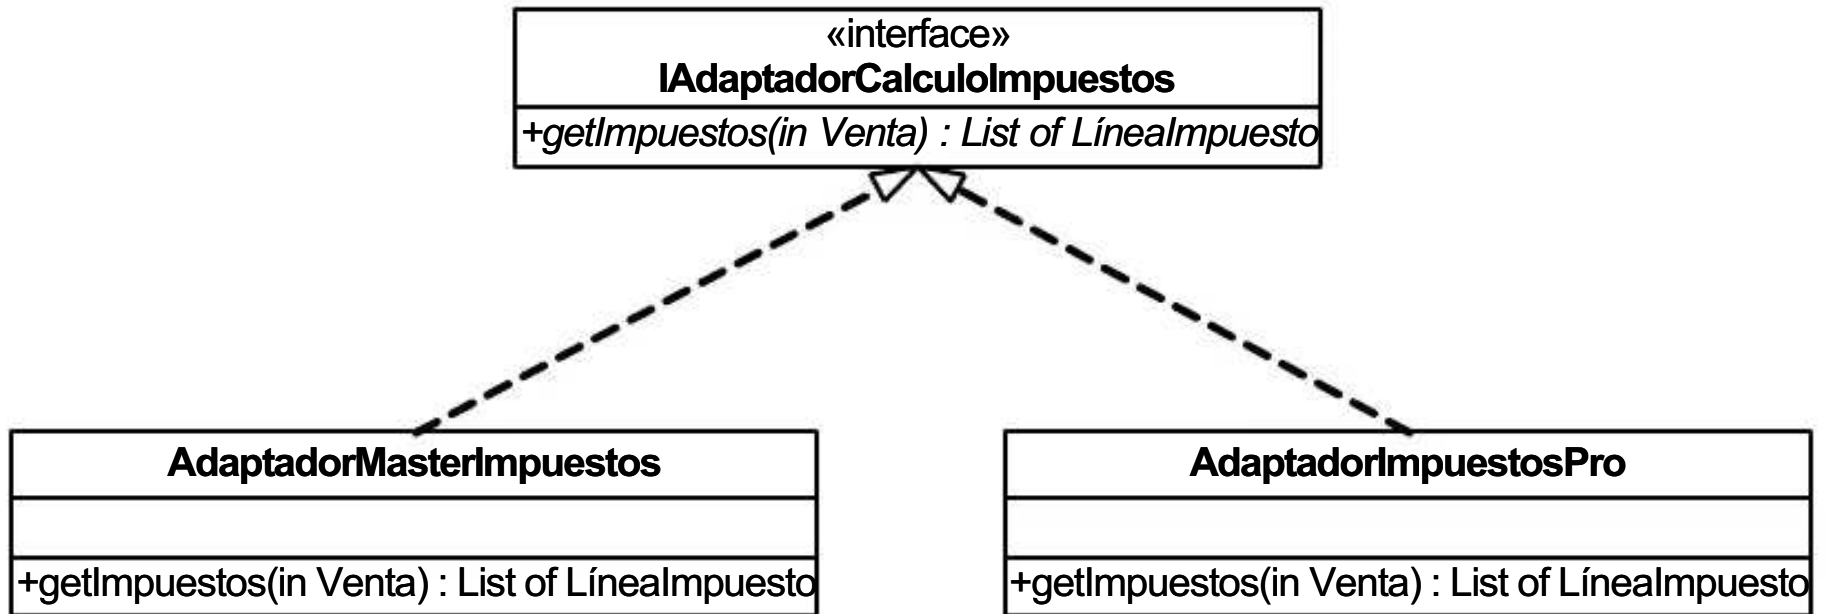 «interface»
IAdaptadorCalculoImpuestos
+getImpuestos(in Venta) : List of LíneaImpuesto
AdaptadorMasterImpuestos
+getImpuestos(in Venta) : List of LíneaImpuesto
AdaptadorImpuestosPro
+getImpuestos(in Venta) : List of LíneaImpuesto